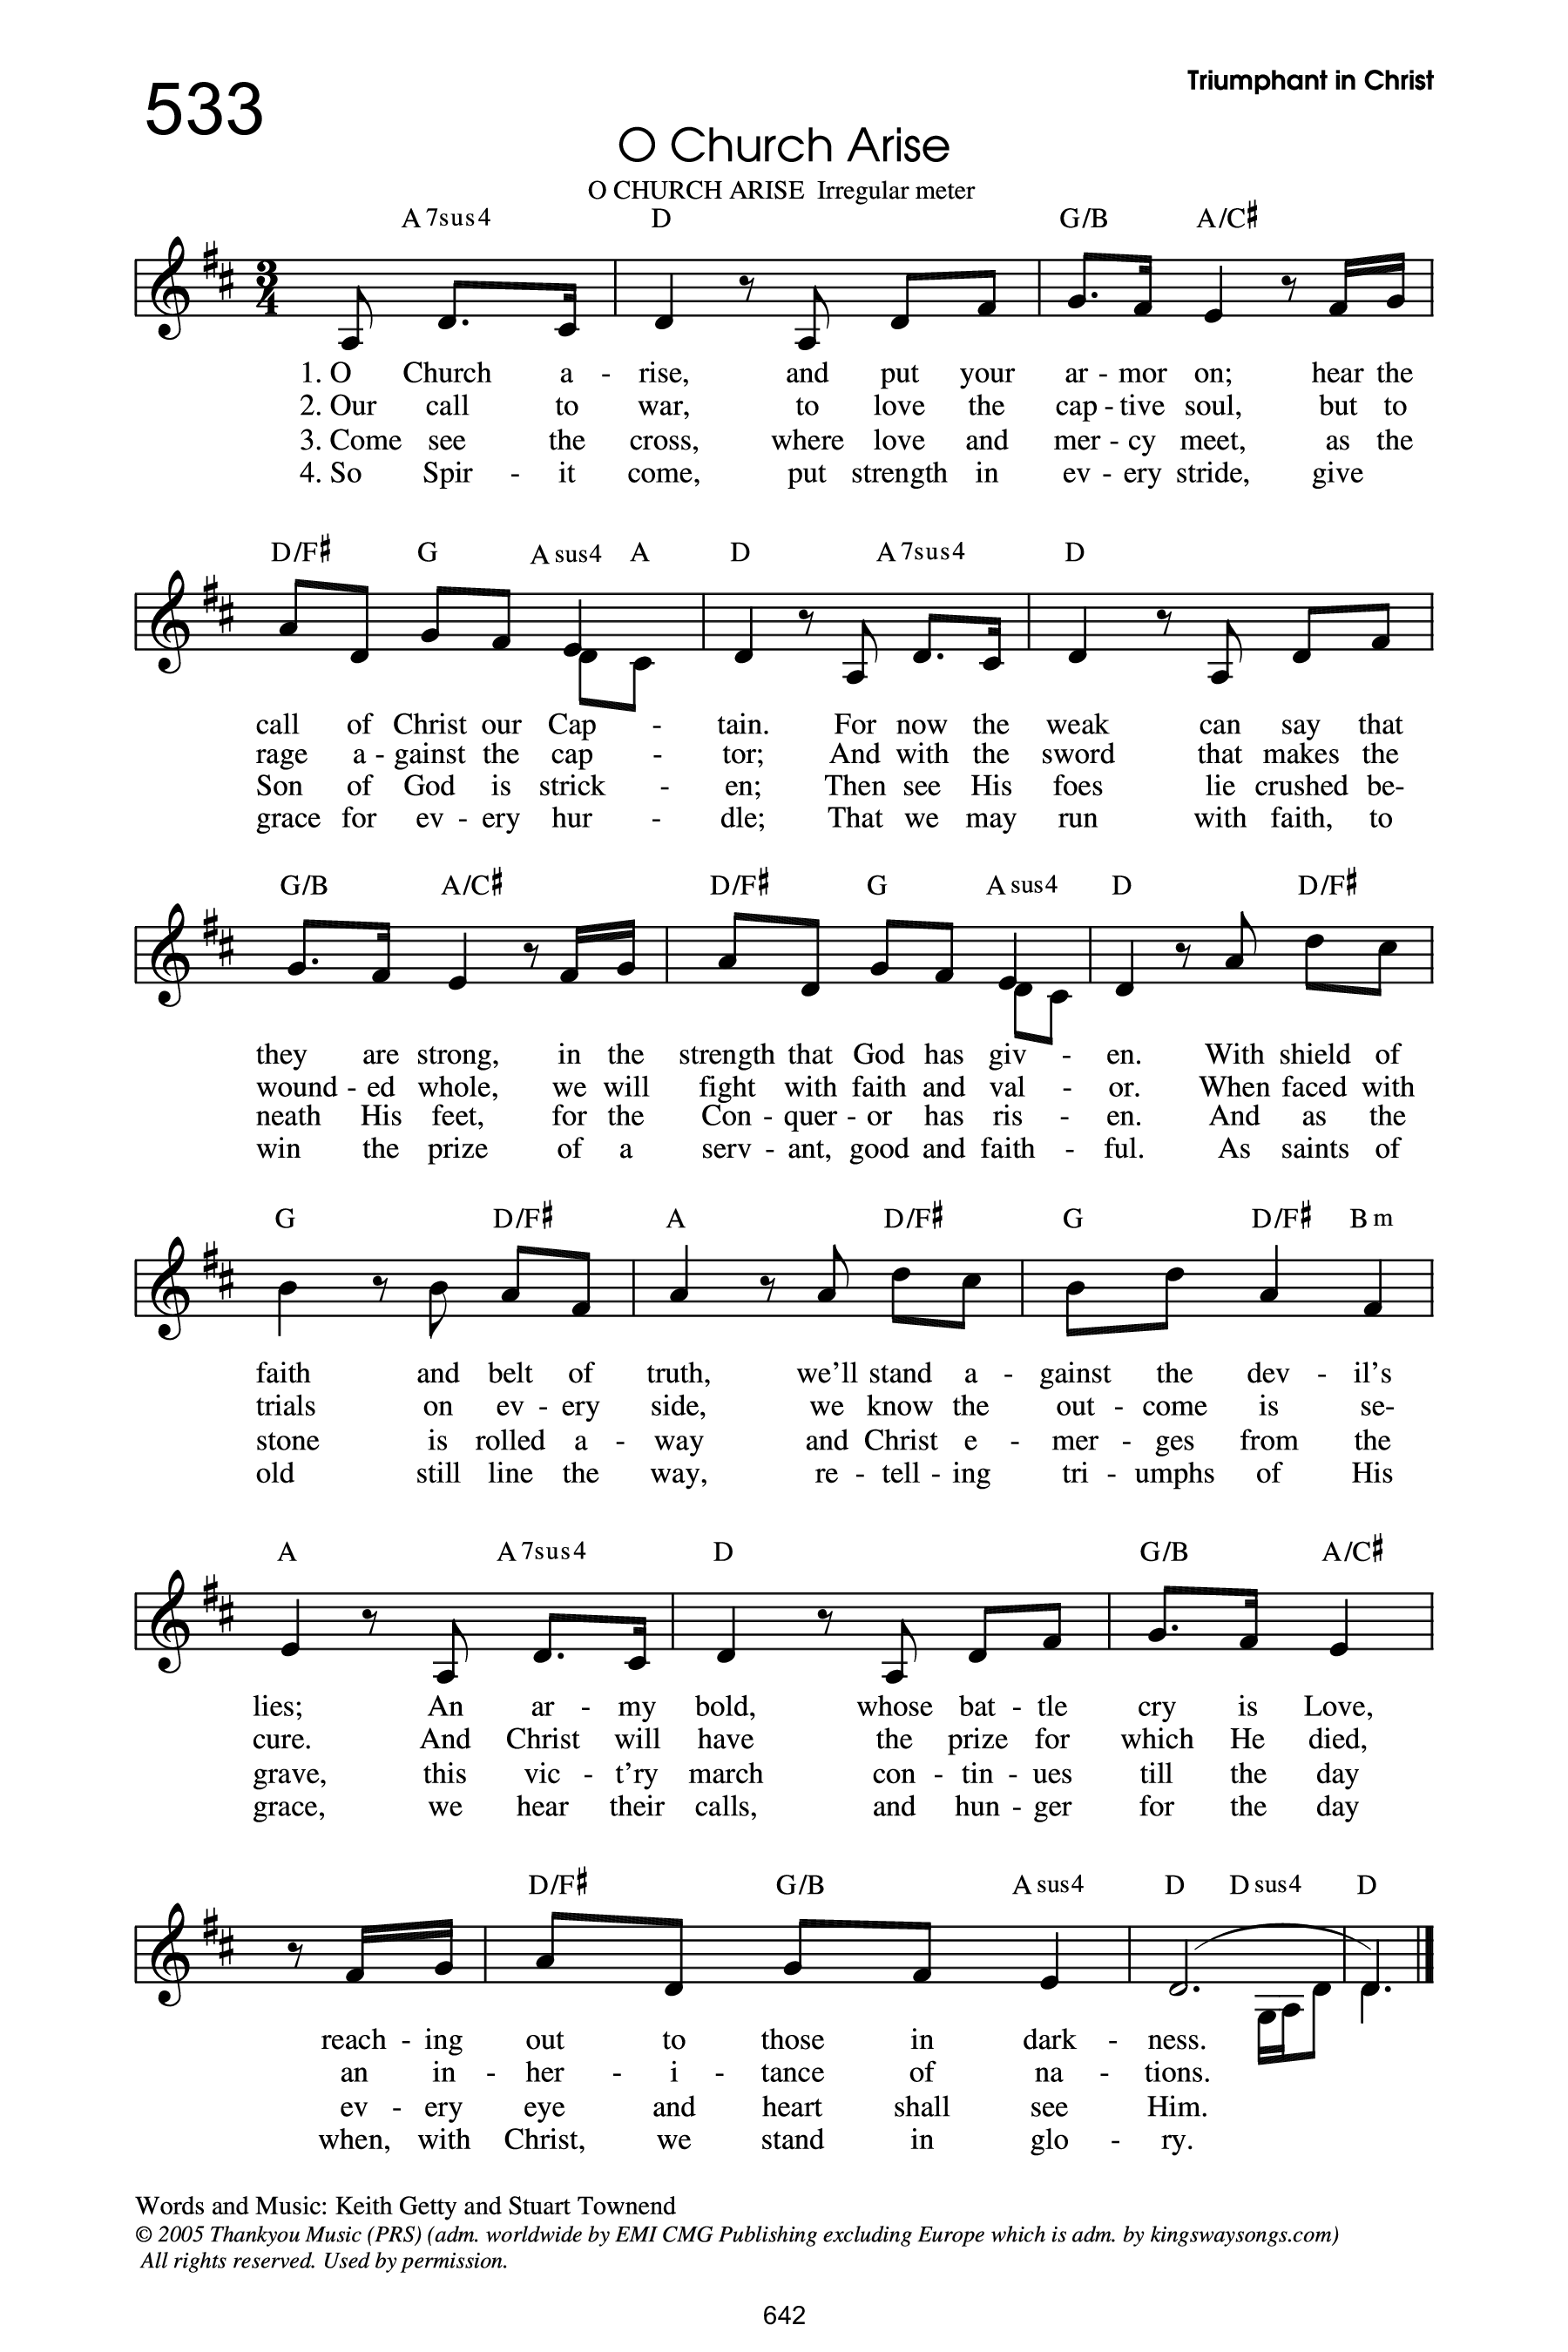 533
Triumphant in Christ
O Church Arise
O CHURCH ARISE Irregular meter
A7sus4 D G/B A/C♯
3
4
1. O Church a - rise, and put your ar - mor on; hear the
2. Our call to war, to love the cap - tive soul, but to
3. Come see the cross, where love and mer - cy meet, as the
4. So Spir - it come, put strength in ev - ery stride, give
D/F♯ G Asus4 A D A7sus4 D
call of Christ our Cap - tain. For now the weak can say that
rage a - gainst the cap - tor; And with the sword that makes the
Son of God is strick - en; Then see His foes lie crushed be-
grace for ev - ery hur - dle; That we may run with faith, to
G/B A/C♯ D/F♯ G Asus4 D D/F♯
they are strong, in the strength that God has giv - en. With shield of
wound - ed whole, we will fight with faith and val - or. When faced with
neath His feet, for the Con - quer - or has ris - en. And as the
win the prize of a serv - ant, good and faith - ful. As saints of
G D/F♯ A D/F♯ G D/F♯ Bm
faith and belt of truth, we'll stand a - gainst the dev - il's
trials on ev - ery side, we know the out - come is se-
stone is rolled a - way and Christ e - mer - ges from the
old still line the way, re - tell - ing tri - umphs of His
A A7sus4 D G/B A/C♯
lies; An ar - my bold, whose bat - tle cry is Love,
cure. And Christ will have the prize for which He died,
grave, this vic - t'ry march con - tin - ues till the day
grace, we hear their calls, and hun - ger for the day
D/F♯ G/B Asus4 D Dsus4 D
reach - ing out to those in dark - ness.
an in - her - i - tance of na - tions.
ev - ery eye and heart shall see Him.
when, with Christ, we stand in glo - ry.
Words and Music: Keith Getty and Stuart Townend
© 2005 Thankyou Music (PRS) (adm. worldwide by EMI CMG Publishing excluding Europe which is adm. by kingswaysongs.com)
All rights reserved. Used by permission.
642